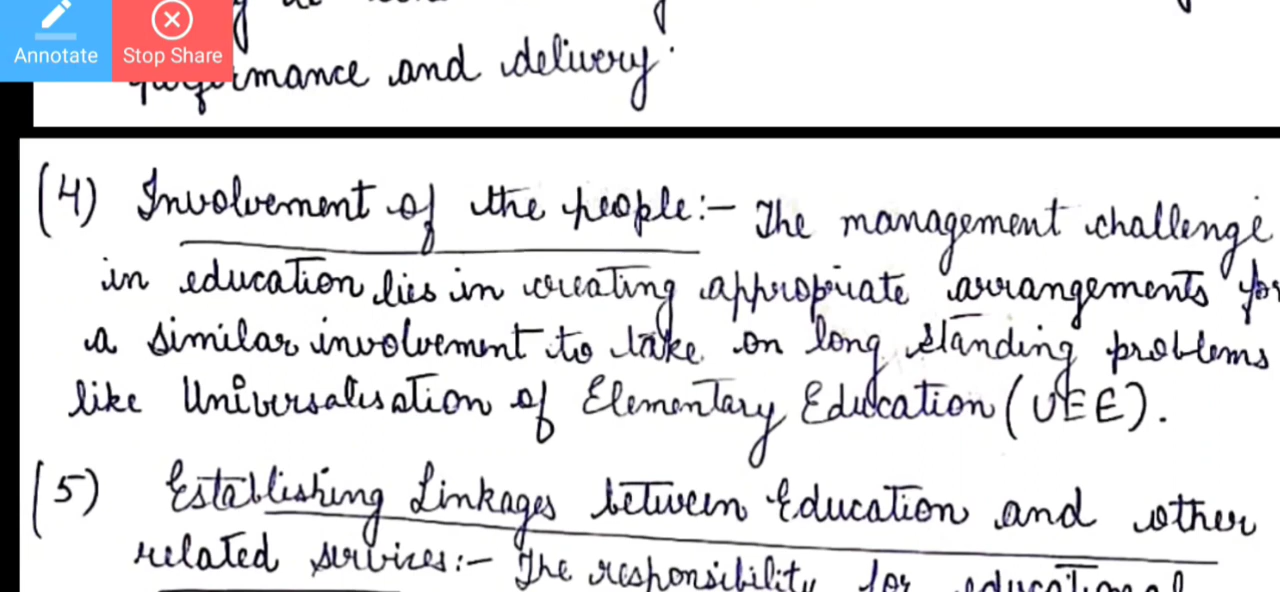 Annotate Stop Share
performance and delivery.
(4) Involvement of the people:- The management challenge
in education lies in creating appropriate arrangements for
a similar involvement to take on long standing problems
like Universalisation of Elementary Education (UEE).
(5) Establishing Linkages between Education and other
related services:- The responsibility for educational